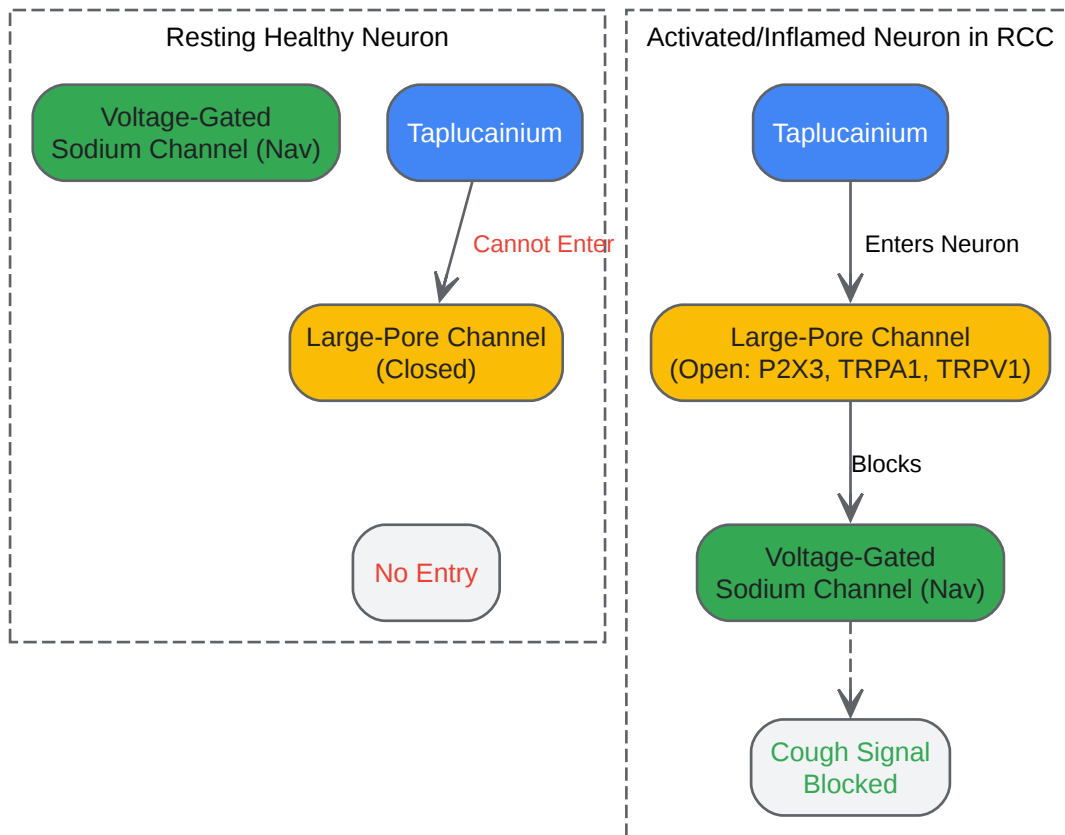 Resting Healthy Neuron
Voltage-Gated
Sodium Channel (Nav)
Taplucainium
Cannot Enter
Large-Pore Channel
(Closed)
No Entry
Activated/Inflamed Neuron in RCC
Taplucainium
Enters Neuron
Large-Pore Channel
(Open: P2X3, TRPA1, TRPV1)
Blocks
Voltage-Gated
Sodium Channel (Nav)
Cough Signal
Blocked